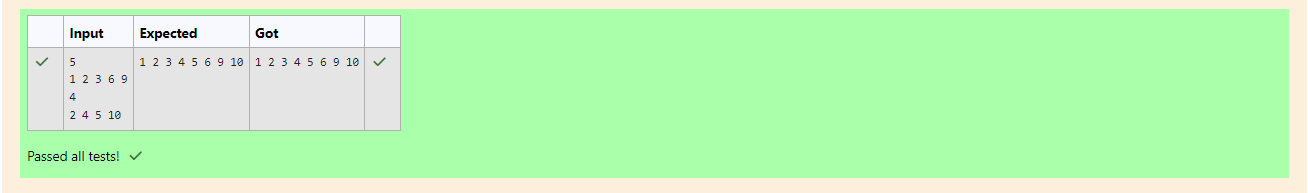 Input Expected Got
5 1 2 3 4 5 6 9 10 1 2 3 4 5 6 9 10
1 2 3 6 9
4
2 4 5 10
Passed all tests!